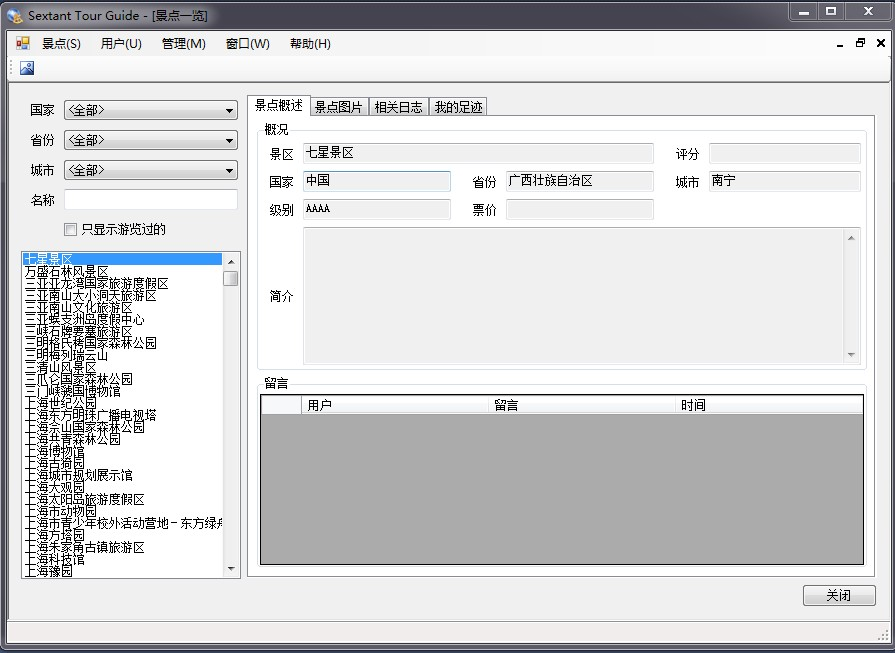 Sextant Tour Guide - [景点一览]
景点(S) 用户(U) 管理(M) 窗口(W) 帮助(H)
国家 <全部>
省份 <全部>
城市 <全部>
名称
只显示游览过的
七星景区
万盛石林风景区
三亚亚龙湾国家旅游度假区
三亚南山大小洞天旅游区
三亚南山文化旅游区
三亚蜈支洲岛度假中心
三峡石牌要塞旅游区
三明格氏栲国家森林公园
三明梅列瑞云山
三清山风景区
三爪仑国家森林公园
三门峡虢国博物馆
上海世纪公园
上海东方明珠广播电视塔
上海佘山国家森林公园
上海共青森林公园
上海博物馆
上海古猗园
上海城市规划展示馆
上海大观园
上海太阳岛旅游度假区
上海市动物园
上海市青少年校外活动营地－东方绿舟
上海方塔园
上海朱家角古镇旅游区
上海科技馆
上海豫园
景点概述 景点图片 相关日志 我的足迹
概况
景区 七星景区 评分
国家 中国 省份 广西壮族自治区 城市 南宁
级别 AAAA 票价
简介
留言
用户 留言 时间
关闭